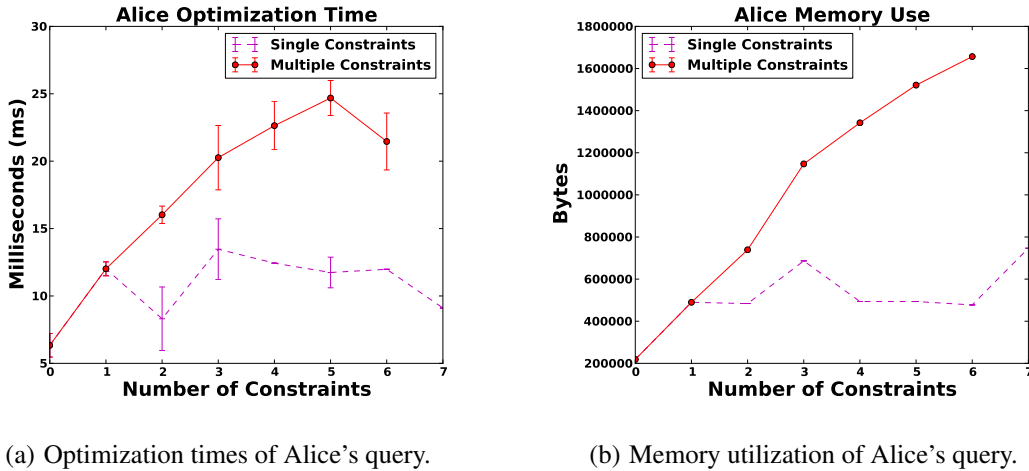 Alice Optimization Time
30
25
20
15
10
5
Milliseconds (ms)
Single Constraints
Multiple Constraints
0 1 2 3 4 5 6 7
Number of Constraints
(a) Optimization times of Alice's query.
Alice Memory Use
1800000
1600000
1400000
1200000
1000000
800000
600000
400000
200000
Bytes
Single Constraints
Multiple Constraints
0 1 2 3 4 5 6 7
Number of Constraints
(b) Memory utilization of Alice's query.